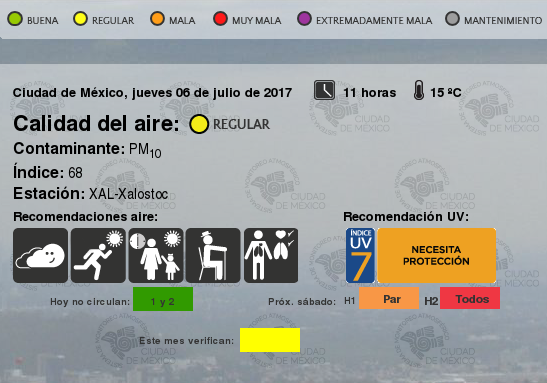 BUENA REGULAR MALA MUY MALA EXTREMADAMENTE MALA MANTENIMIENTO
Ciudad de México, jueves 06 de julio de 2017 11 horas 15 ºC
Calidad del aire: REGULAR
Contaminante: PM10
Índice: 68
Estación: XAL-Xalostoc
Recomendaciones aire: Recomendación UV:
ÍNDICE
UV
7
NECESITA
PROTECCIÓN
Hoy no circulan: 1 y 2 Próx. sábado: H1 Par H2 Todos
Este mes verifican:
CIUDAD
DE MÉXICO